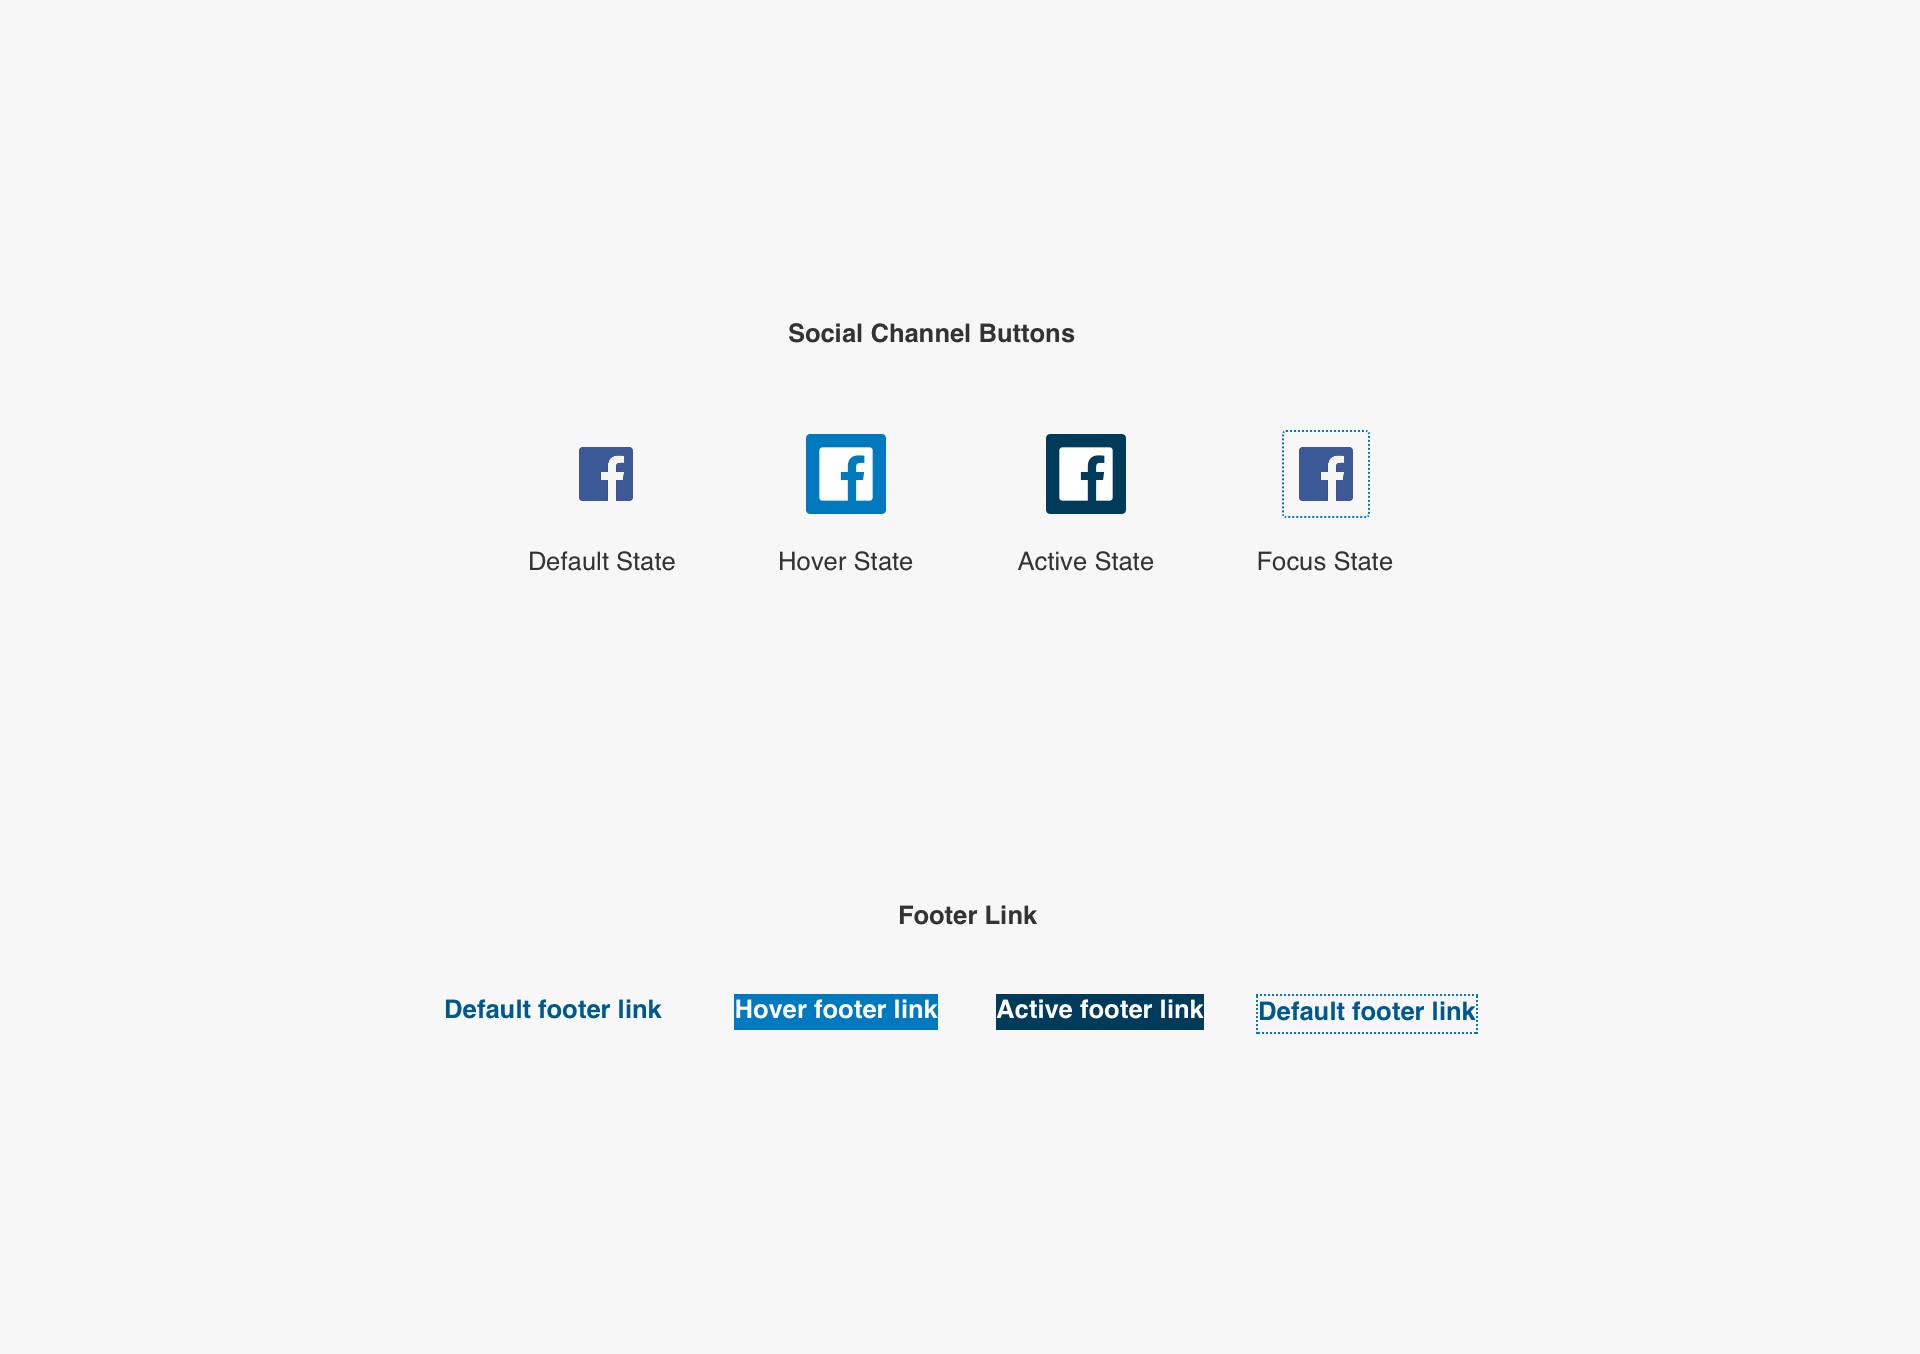 Social Channel Buttons
Default State
Hover State
Active State
Focus State
Footer Link
Default footer link
Hover footer link
Active footer link
Default footer link